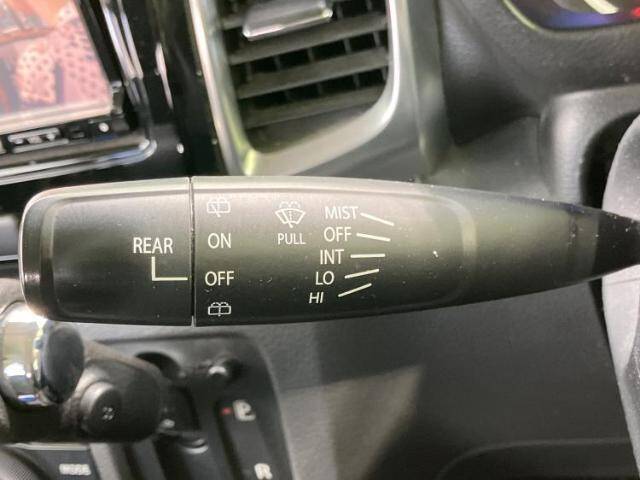 MIST
OFF
INT
LO
HI
PULL
REAR
ON
OFF
R